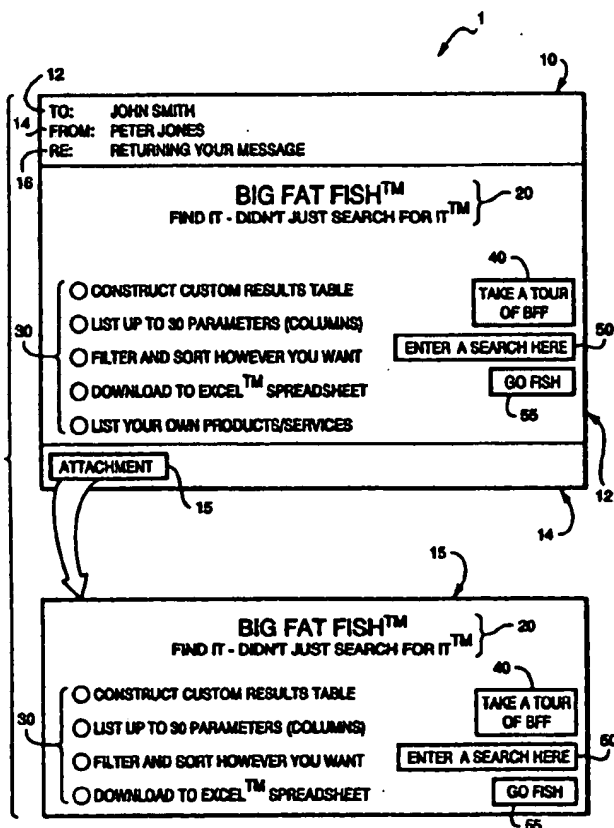 1
12
10
TO: JOHN SMITH
14
FROM: PETER JONES
16
RE: RETURNING YOUR MESSAGE
BIG FAT FISH™
20
FIND IT - DIDN'T JUST SEARCH FOR IT™
40
CONSTRUCT CUSTOM RESULTS TABLE
TAKE A TOUR OF BFF
LIST UP TO 30 PARAMETERS (COLUMNS)
50
30
FILTER AND SORT HOWEVER YOU WANT
ENTER A SEARCH HERE
DOWNLOAD TO EXCEL™ SPREADSHEET
GO FISH
55
LIST YOUR OWN PRODUCTS/SERVICES
ATTACHMENT
15
12
14
15
BIG FAT FISH™
20
FIND IT - DIDN'T JUST SEARCH FOR IT™
40
CONSTRUCT CUSTOM RESULTS TABLE
TAKE A TOUR OF BFF
LIST UP TO 30 PARAMETERS (COLUMNS)
30
50
FILTER AND SORT HOWEVER YOU WANT
ENTER A SEARCH HERE
DOWNLOAD TO EXCEL™ SPREADSHEET
GO FISH
55